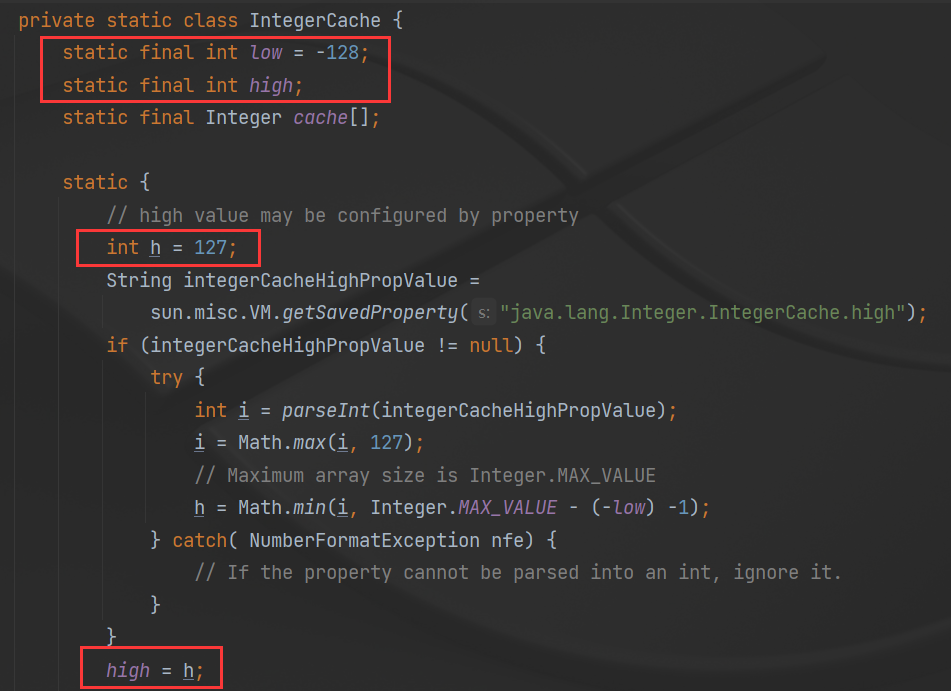 private static class IntegerCache {
static final int low = -128;
static final int high;
static final Integer cache[];
static {
// high value may be configured by property
int h = 127;
String integerCacheHighPropValue =
sun.misc.VM.getSavedProperty( s: "java.lang.Integer.IntegerCache.high");
if (integerCacheHighPropValue != null) {
try {
int i = parseInt(integerCacheHighPropValue);
i = Math.max(i, 127);
// Maximum array size is Integer.MAX_VALUE
h = Math.min(i, Integer.MAX_VALUE - (-low) -1);
} catch( NumberFormatException nfe) {
// If the property cannot be parsed into an int, ignore it.
}
}
high = h;